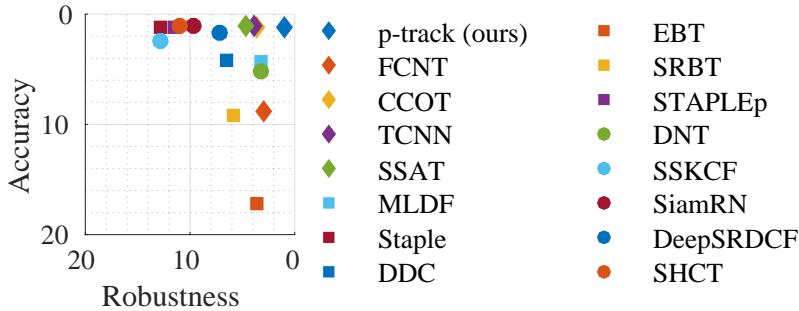 0
10
20
Accuracy
20
10
0
Robustness
p-track (ours)
FCNT
CCOT
TCNN
SSAT
MLDF
Staple
DDC
EBT
SRBT
STAPLEp
DNT
SSKCF
SiamRN
DeepSRDCF
SHCT